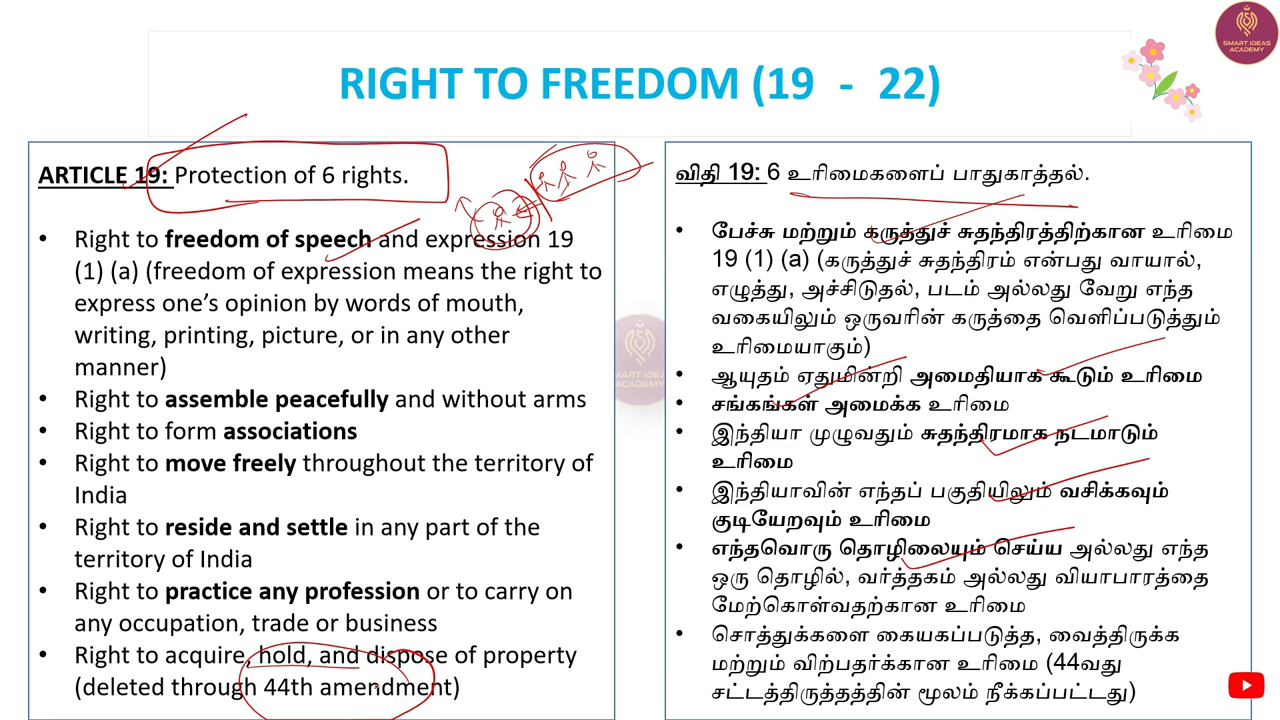 SMART IDEAS
ACADEMY
RIGHT TO FREEDOM (19 - 22)
ARTICLE 19: Protection of 6 rights.
• Right to freedom of speech and expression 19
(1) (a) (freedom of expression means the right to
express one’s opinion by words of mouth,
writing, printing, picture, or in any other
manner)
• Right to assemble peacefully and without arms
• Right to form associations
• Right to move freely throughout the territory of
India
• Right to reside and settle in any part of the
territory of India
• Right to practice any profession or to carry on
any occupation, trade or business
• Right to acquire, hold, and dispose of property
(deleted through 44th amendment)
விதி 19: 6 உரிமைகளைப் பாதுகாத்தல்.
• பேச்சு மற்றும் கருத்துச் சுதந்திரத்திற்கான உரிமை
19 (1) (a) (கருத்துச் சுதந்திரம் என்பது வாயால்,
எழுத்து, அச்சிடுதல், படம் அல்லது வேறு எந்த
வகையிலும் ஒருவரின் கருத்தை வெளிப்படுத்தும்
உரிமையாகும்)
• ஆயுதம் ஏதுமின்றி அமைதியாக கூடும் உரிமை
• சங்கங்கள் அமைக்க உரிமை
• இந்தியா முழுவதும் சுதந்திரமாக நடமாடும்
உரிமை
• இந்தியாவின் எந்தப் பகுதியிலும் வசிக்கவும்
குடியேறவும் உரிமை
• எந்தவொரு தொழிலையும் செய்ய அல்லது எந்த
ஒரு தொழில், வர்த்தகம் அல்லது வியாபாரத்தை
மேற்கொள்வதற்கான உரிமை
• சொத்துக்களை கையகப்படுத்த, வைத்திருக்க
மற்றும் விற்பதர்க்கான உரிமை (44வது
சட்டத்திருத்தத்தின் மூலம் நீக்கப்பட்டது)
SMART IDEAS
ACADEMY